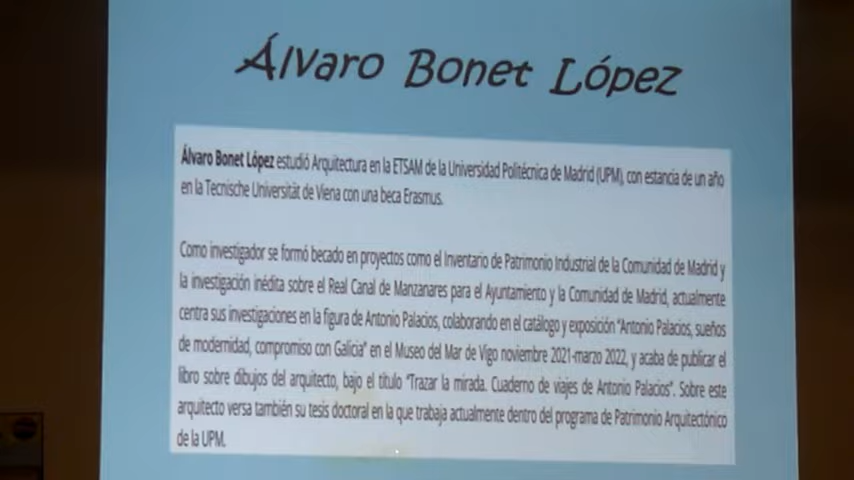 Álvaro Bonet López
Álvaro Bonet López estudió Arquitectura en la ETSAM de la Universidad Politécnica de Madrid (UPM), con estancia de un año
en la Tecnische Universität de Viena con una beca Erasmus.
Como investigador se formó becado en proyectos como el Inventario de Patrimonio Industrial de la Comunidad de Madrid y
la investigación inédita sobre el Real Canal de Manzanares para el Ayuntamiento y la Comunidad de Madrid, actualmente
centra sus investigaciones en la figura de Antonio Palacios, colaborando en el catálogo y exposición "Antonio Palacios, sueños
de modernidad, compromiso con Galicia" en el Museo del Mar de Vigo noviembre 2021-marzo 2022, y acaba de publicar el
libro sobre dibujos del arquitecto, bajo el título "Trazar la mirada. Cuaderno de viajes de Antonio Palacios". Sobre este
arquitecto versa también su tesis doctoral en la que trabaja actualmente dentro del programa de Patrimonio Arquitectónico
de la UPM.